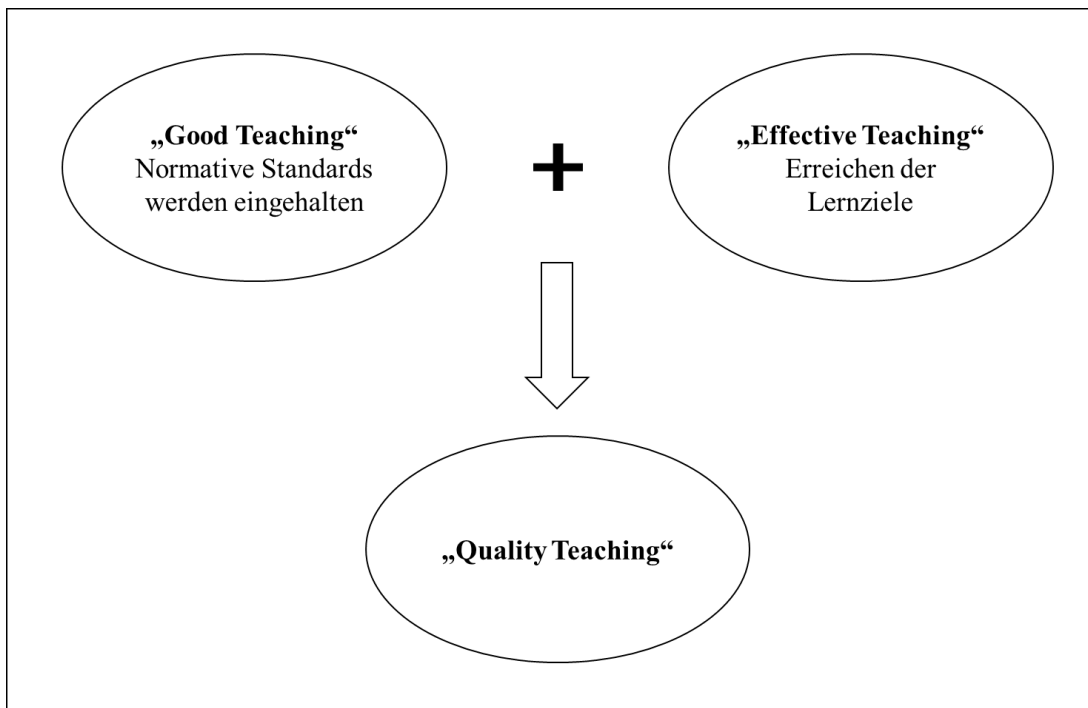 „Good Teaching“
Normative Standards
werden eingehalten
+
„Effective Teaching“
Erreichen der
Lernziele
„Quality Teaching“